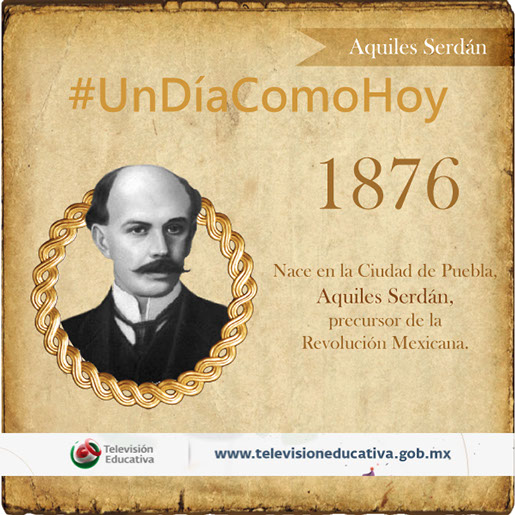 Aquiles Serdán
#UnDíaComoHoy
1876
Nace en la Ciudad de Puebla,
Aquiles Serdán,
precursor de la
Revolución Mexicana.
Televisión
Educativa
www.televisioneducativa.gob.mx